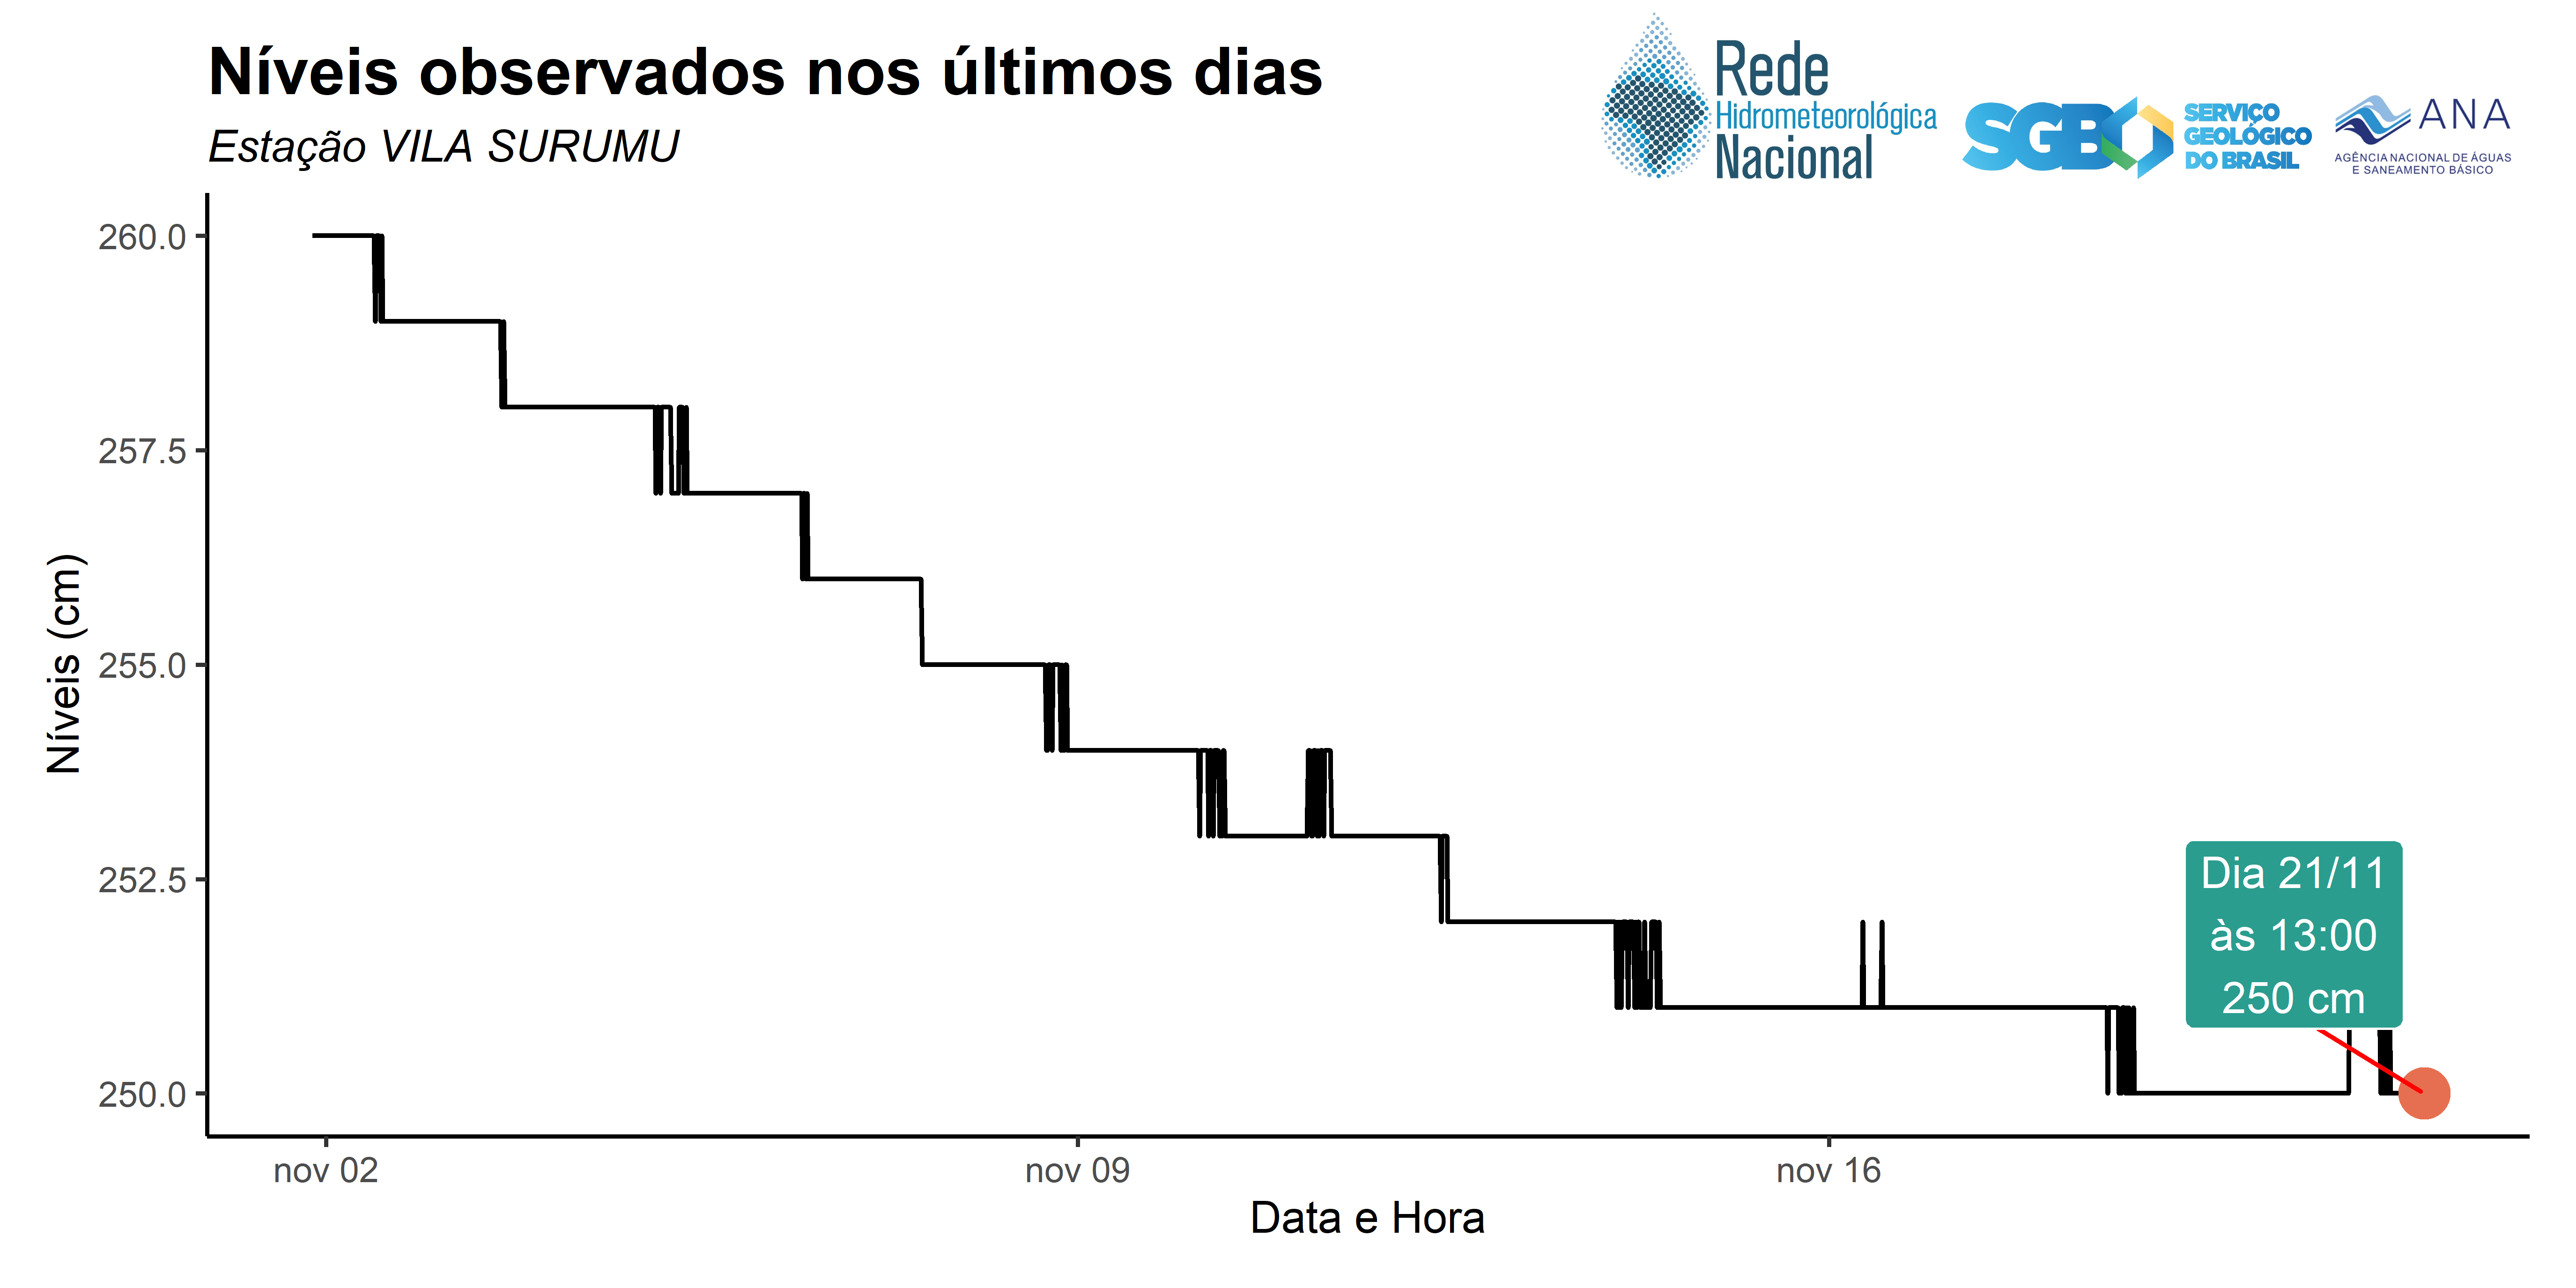 Níveis observados nos últimos dias
Estação VILA SURUMU
Rede
Hidrometeorológica
Nacional
SGB
SERVIÇO
GEOLÓGICO
DO BRASIL
ANA
AGÊNCIA NACIONAL DE ÁGUAS
E SANEAMENTO BÁSICO
Níveis (cm)
260.0
257.5
255.0
252.5
250.0
Dia 21/11
às 13:00
250 cm
nov 02
nov 09
nov 16
Data e Hora